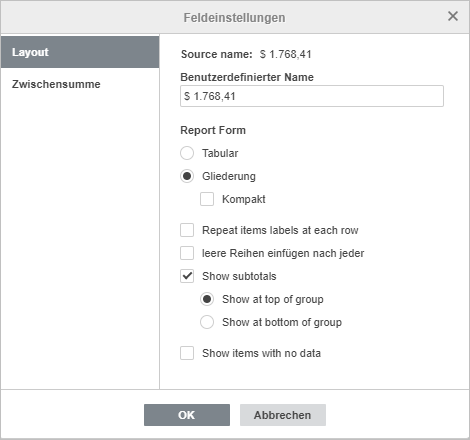 Feldeinstellungen
Layout
Zwischensumme
Source name: $ 1.768,41
Benutzerdefinierter Name
$ 1.768,41
Report Form
Tabular
Gliederung
Kompakt
Repeat items labels at each row
leere Reihen einfügen nach jeder
Show subtotals
Show at top of group
Show at bottom of group
Show items with no data
OK Abbrechen